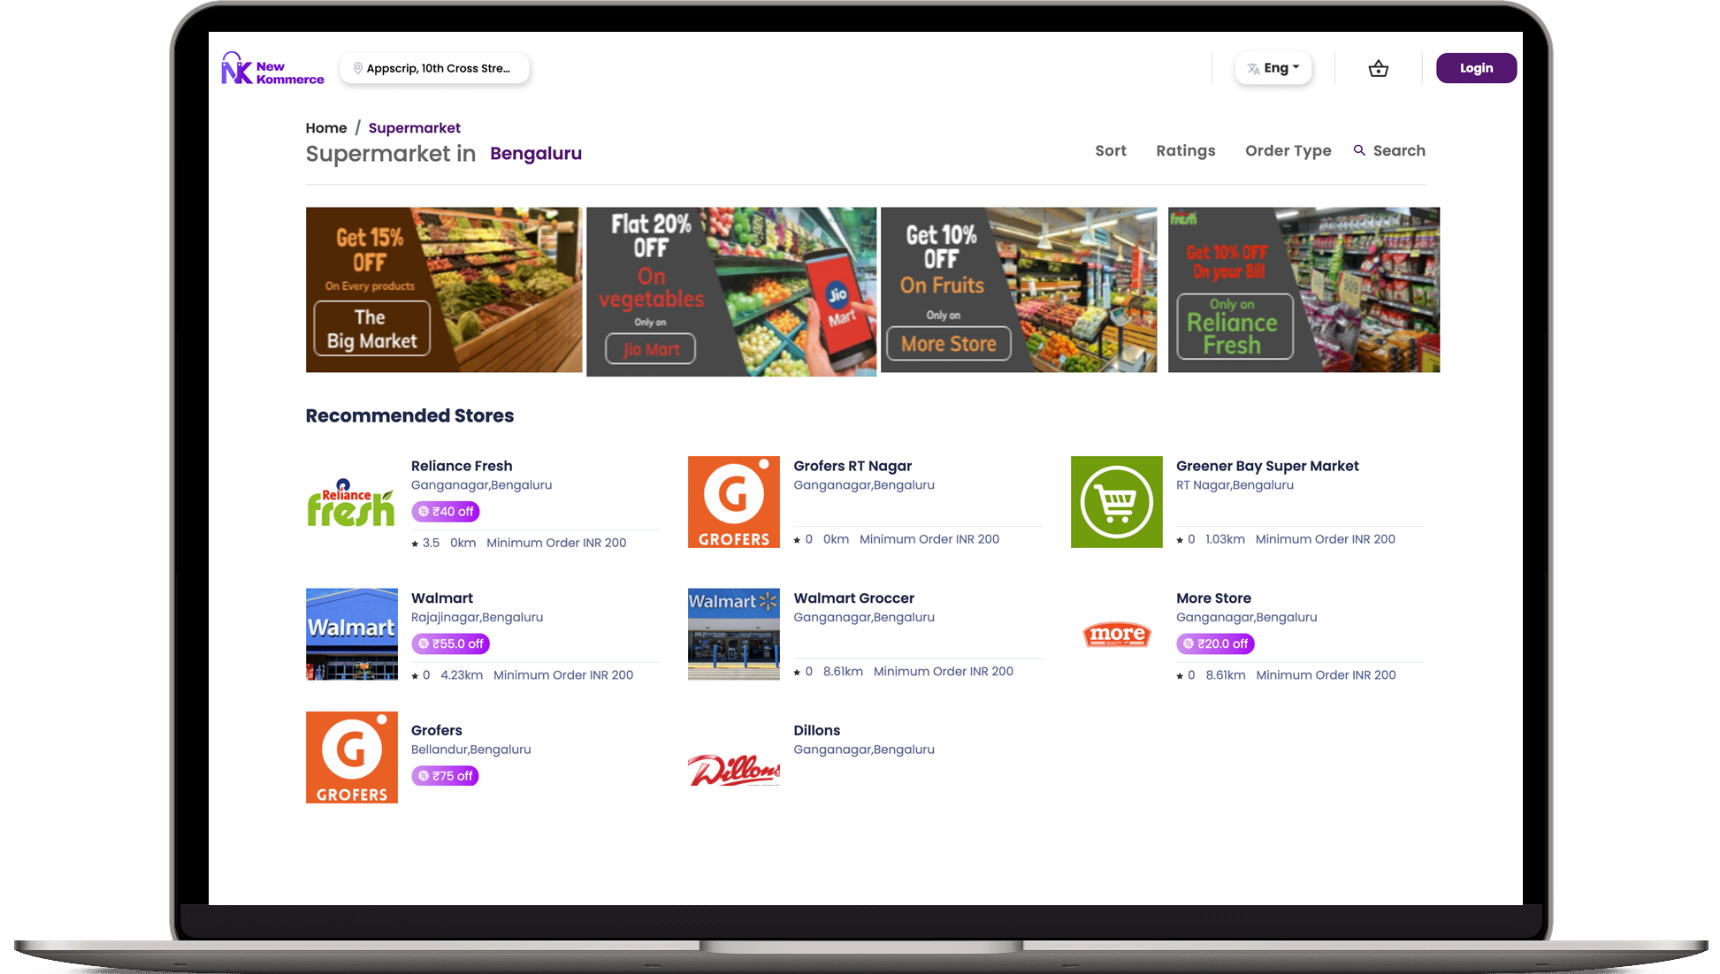 New
Kommerce
Appscrip, 10th Cross Stre...
Eng
Login
Home / Supermarket
Supermarket in Bengaluru
Sort
Ratings
Order Type
Search
Get 15%
OFF
On Every products
The
Big Market
Flat 20%
OFF
On
vegetables
Only on
Jio Mart
Jio
Mart
Get 10%
OFF
On Fruits
Only on
More Store
fresh
Get 10% OFF
On your Bill
Only on
Reliance
Fresh
Recommended Stores
Reliance
fresh
Reliance Fresh
Ganganagar,Bengaluru
₹40 off
3.5 0km Minimum Order INR 200
G
GROFERS
Grofers RT Nagar
Ganganagar,Bengaluru
0 0km Minimum Order INR 200
Greener Bay Super Market
RT Nagar,Bengaluru
0 1.03km Minimum Order INR 200
Walmart
Walmart
Rajajinagar,Bengaluru
₹55.0 off
0 4.23km Minimum Order INR 200
Walmart
Walmart Groccer
Ganganagar,Bengaluru
0 8.61km Minimum Order INR 200
more
More Store
Ganganagar,Bengaluru
₹20.0 off
0 8.61km Minimum Order INR 200
G
GROFERS
Grofers
Bellandur,Bengaluru
₹75 off
Dillons
Dillons
Ganganagar,Bengaluru